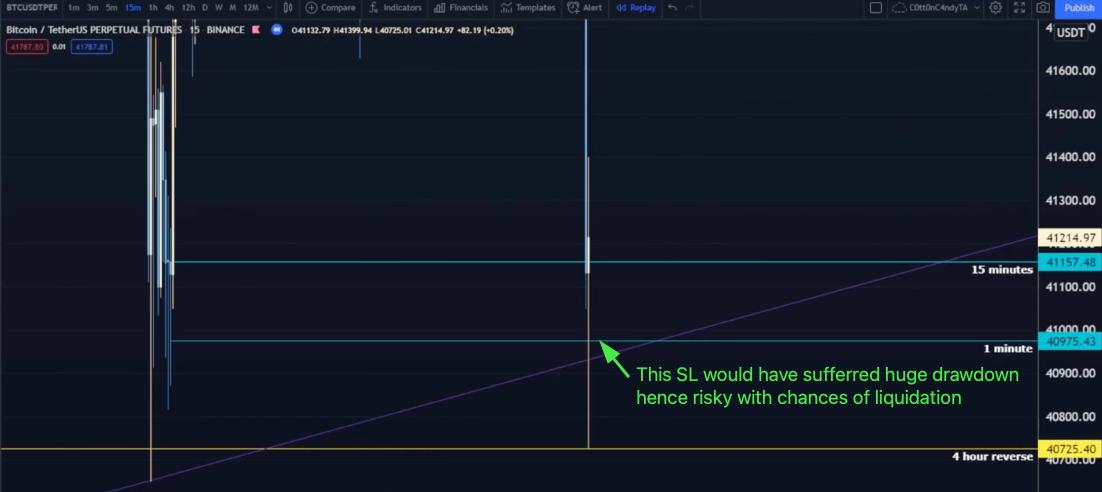 BTCUSDTPER 1m 3m 5m 15m 1h 4h 12h D W M 12M Compare Indicators Financials Templates Alert Replay C0tt0nC4ndyTA Publish
Bitcoin / TetherUS PERPETUAL FUTURES 15 BINANCE O41132.79 H41399.94 L40725.01 C41214.97 +82.19 (+0.20%)
USDT
41787.80 0.01 41787.81
41600.00
41500.00
41400.00
41300.00
41214.97
41157.48
15 minutes
41100.00
41000.00
40975.43
1 minute
This SL would have sufferred huge drawdown
40900.00
hence risky with chances of liquidation
40800.00
40725.40
4 hour reverse
40700.00